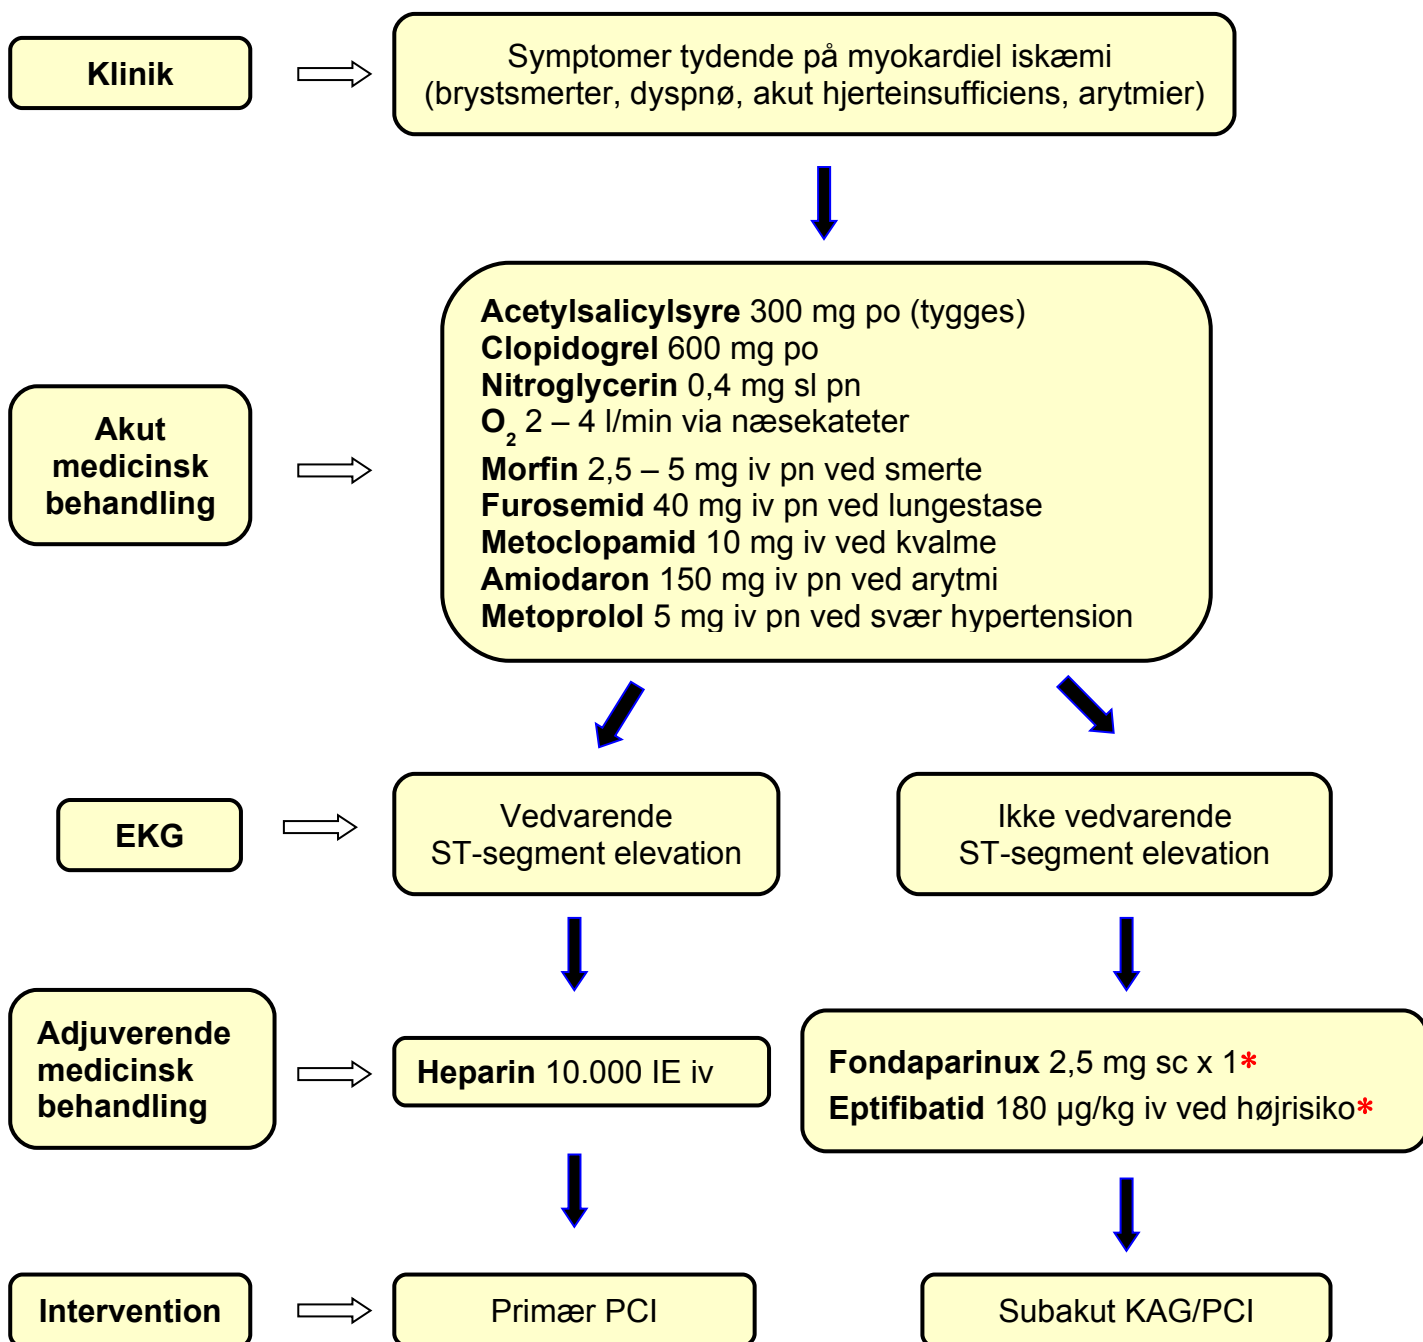 Klinik
Symptomer tydende på myokardiel iskæmi
(brystsmerter, dyspnø, akut hjerteinsufficiens, arytmier)
Akut
medicinsk
behandling
Acetylsalicylsyre 300 mg po (tygges)
Clopidogrel 600 mg po
Nitroglycerin 0,4 mg sl pn
O2 2 – 4 l/min via næsekateter
Morfin 2,5 – 5 mg iv pn ved smerte
Furosemid 40 mg iv pn ved lungestase
Metoclopamid 10 mg iv ved kvalme
Amiodaron 150 mg iv pn ved arytmi
Metoprolol 5 mg iv pn ved svær hypertension
EKG
Vedvarende
ST-segment elevation
Ikke vedvarende
ST-segment elevation
Adjuverende
medicinsk
behandling
Heparin 10.000 IE iv
Fondaparinux 2,5 mg sc x 1*
Eptifibatid 180 µg/kg iv ved højrisiko*
Intervention
Primær PCI
Subakut KAG/PCI